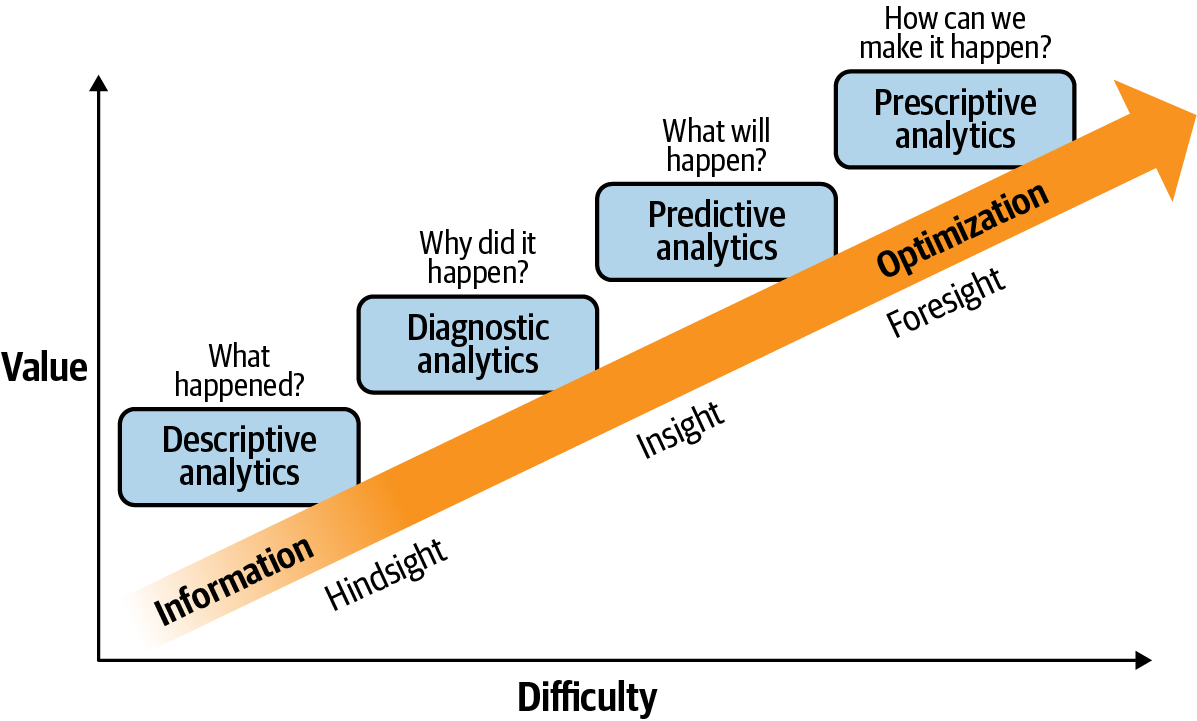 How can we
make it happen?
Prescriptive
analytics
What will
happen?
Predictive
analytics
Optimization
Foresight
Why did it
happen?
Diagnostic
analytics
Insight
Value
What
happened?
Descriptive
analytics
Information
Hindsight
Difficulty